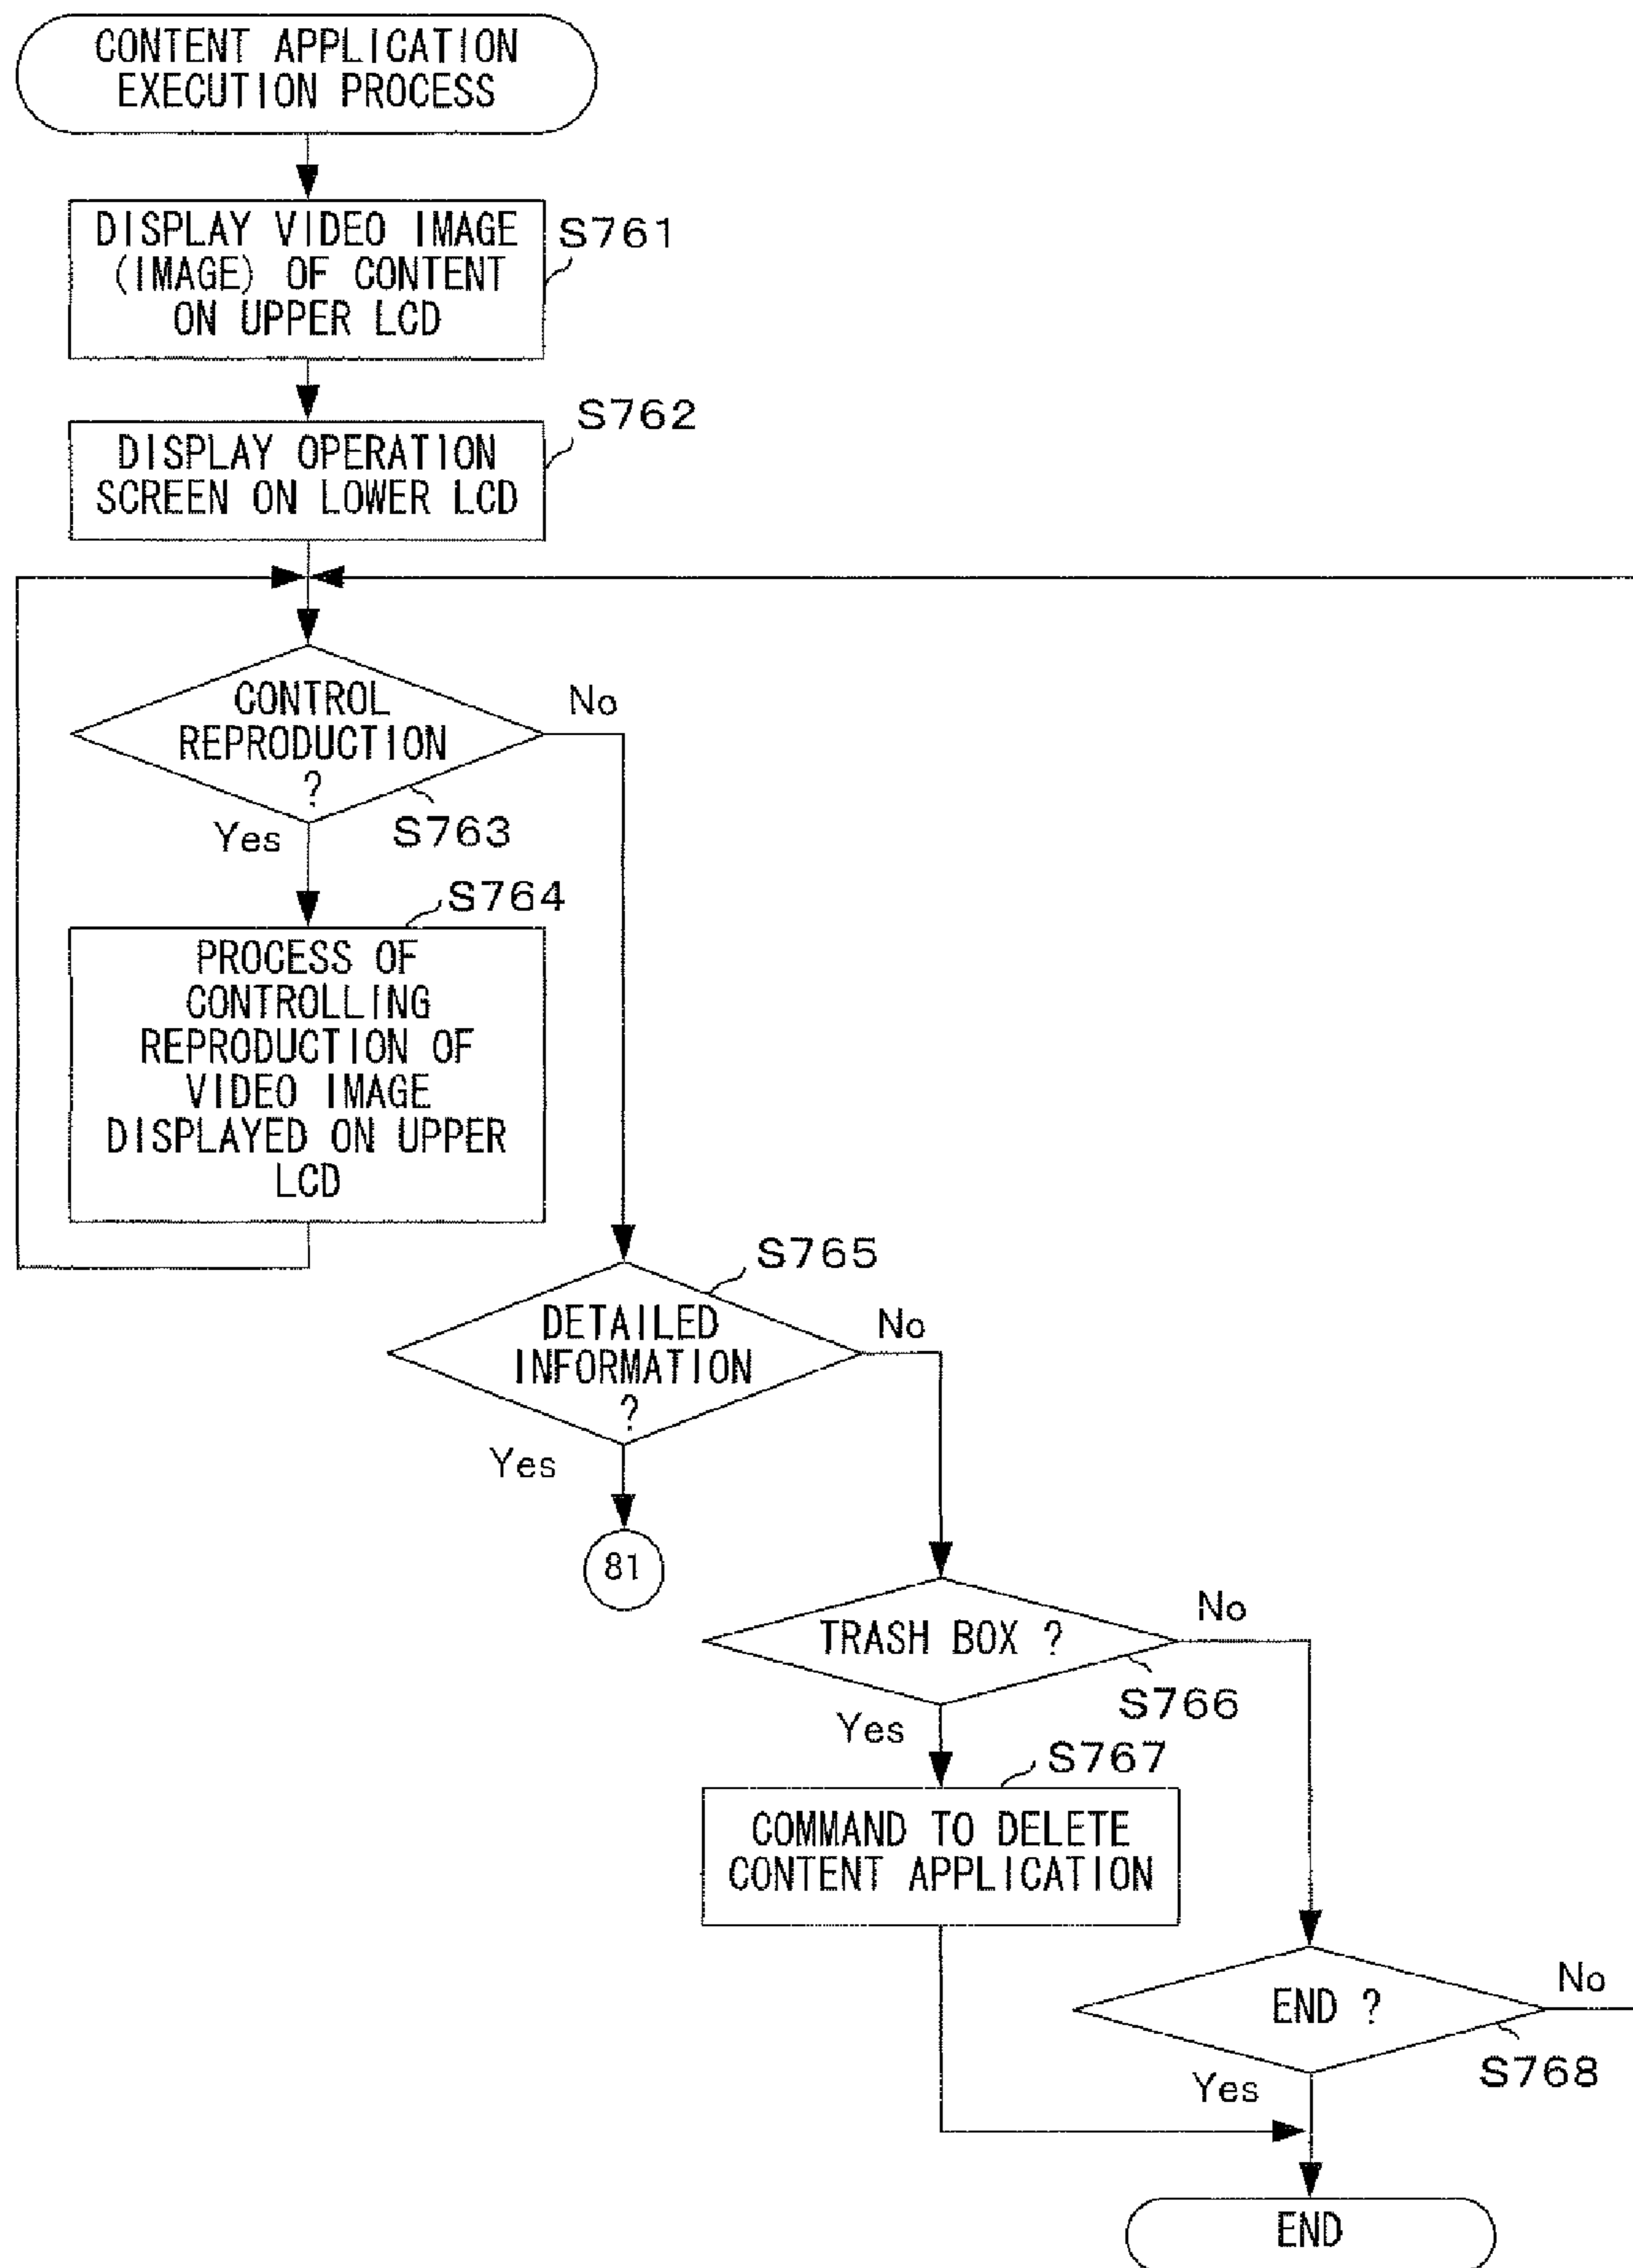 CONTENT APPLICATION
EXECUTION PROCESS
DISPLAY VIDEO IMAGE
(IMAGE) OF CONTENT
ON UPPER LCD
S761
DISPLAY OPERATION
SCREEN ON LOWER LCD
S762
CONTROL
REPRODUCTION
?
No
Yes
S763
S764
PROCESS OF
CONTROLLING
REPRODUCTION OF
VIDEO IMAGE
DISPLAYED ON UPPER
LCD
S765
DETAILED
INFORMATION
?
No
Yes
81
TRASH BOX ?
No
S766
Yes
S767
COMMAND TO DELETE
CONTENT APPLICATION
END ?
No
S768
Yes
END